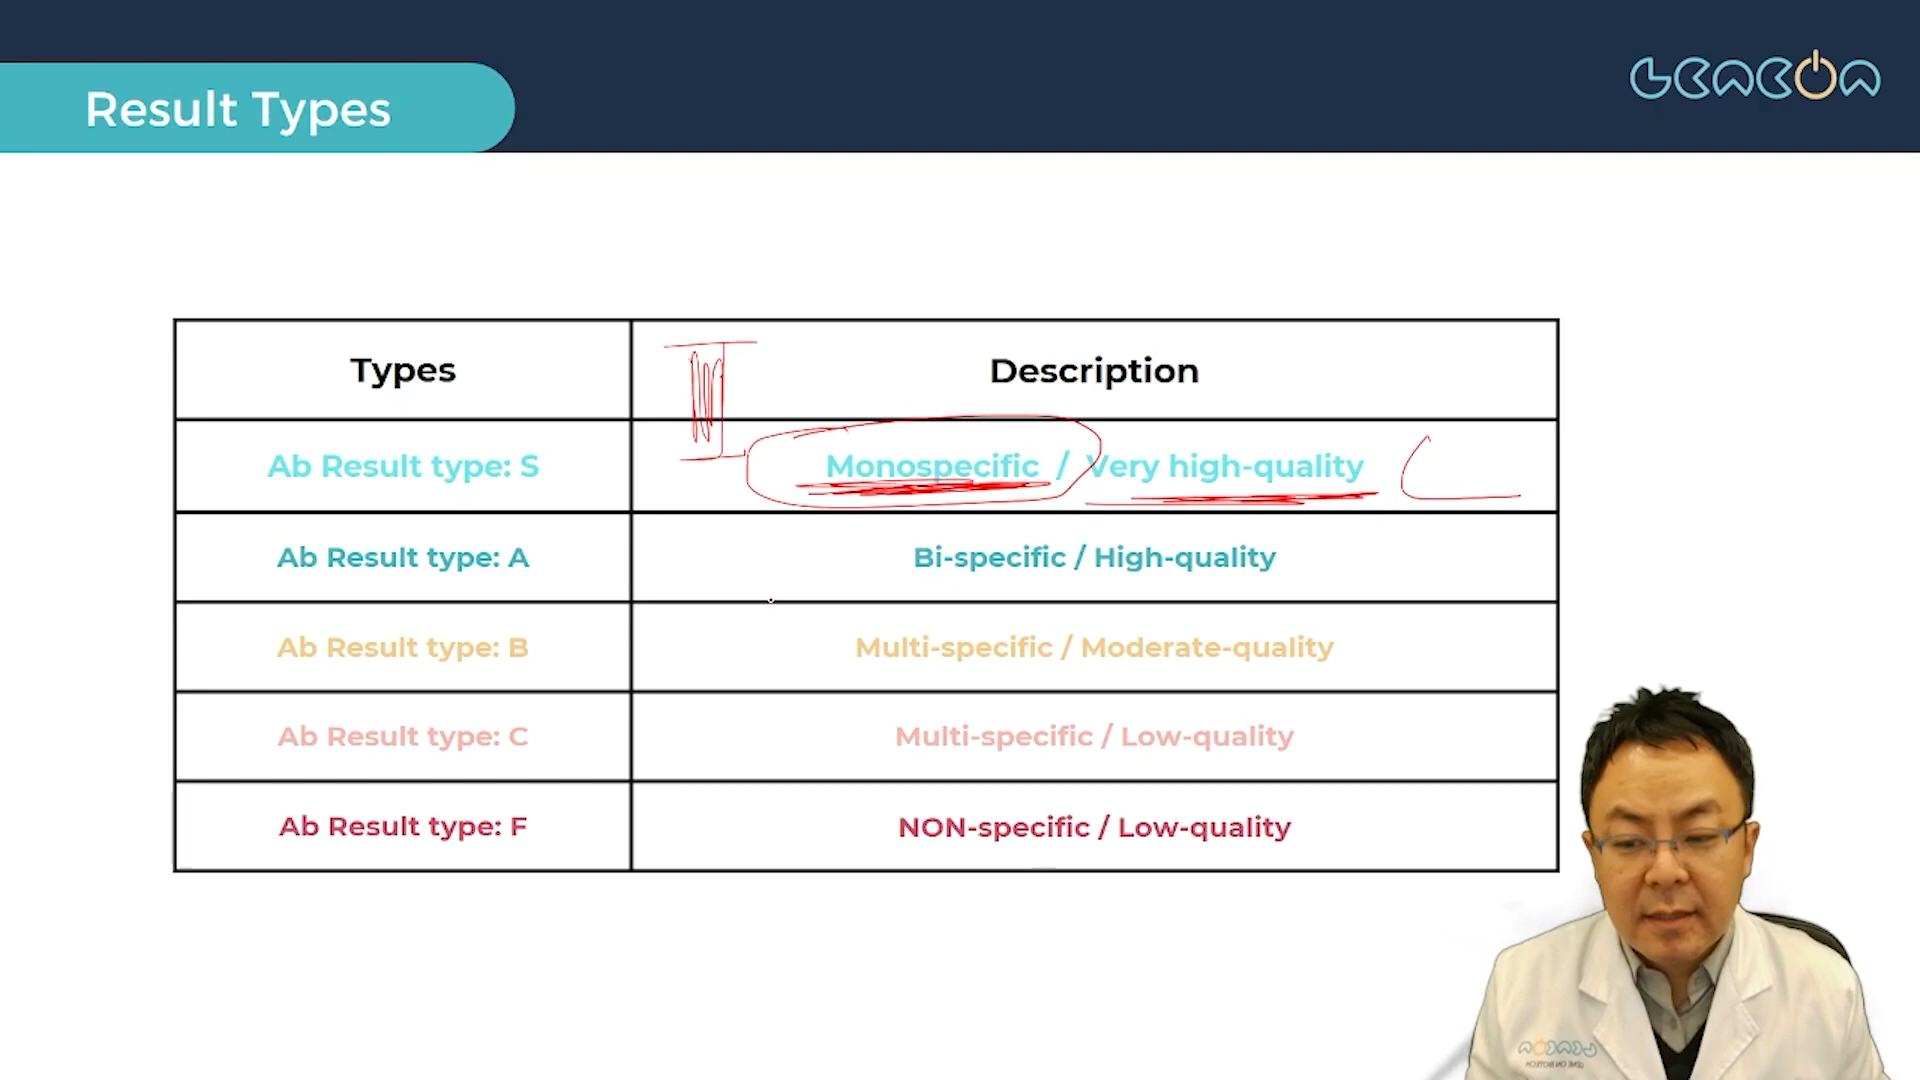 Result Types
GENEON
Types
Description
Ab Result type: S
Monospecific / Very high-quality
Ab Result type: A
Bi-specific / High-quality
Ab Result type: B
Multi-specific / Moderate-quality
Ab Result type: C
Multi-specific / Low-quality
Ab Result type: F
NON-specific / Low-quality